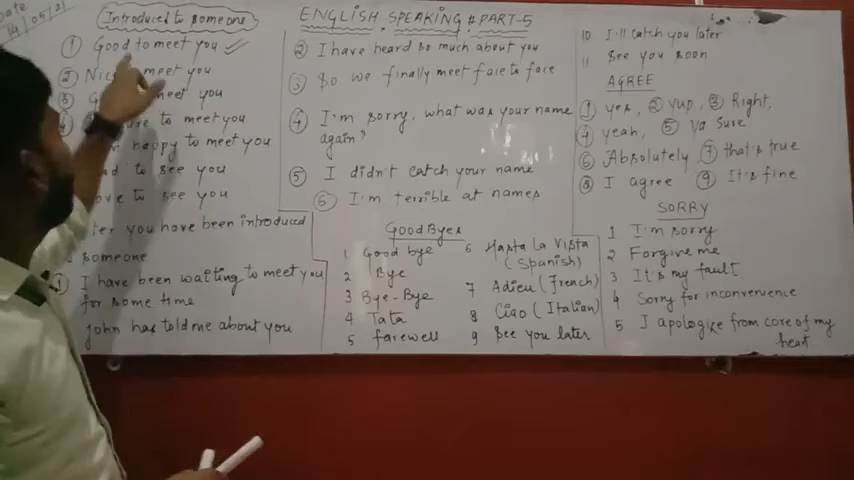 Date
14/05/21
Introduced to someone
① Good to meet you ✓
② meet you
③ meet you
to meet you
happy to meet you
to see you
to see you
you have been introduced
someone
① I have been waiting to meet you
for some time
John has told me about you
ENGLISH SPEAKING # PART-5
② I have heard so much about you
③ So we finally meet face to face
④ I'm sorry, what was your name
again?
⑤ I didn't catch your name
⑥ I'm terrible at names
GoodByes
1 Good bye
2 Bye
3 Bye-Bye
4 Tata
5 farewell
6 Hasta La Vista
(Spanish)
7 Adieu (French)
8 Ciao (Italian)
9 See you later
10 I'll catch you later
11 See you soon
AGREE
① yes, ② yup, ③ Right,
④ yeah, ⑤ Ya Sure
⑥ Absolutely ⑦ that's true
⑧ I agree ⑨ It's fine
SORRY
1 I'm sorry
2 Forgive me
3 It's my fault
4 Sorry for inconvenience
5 I apologize from core of my
heart